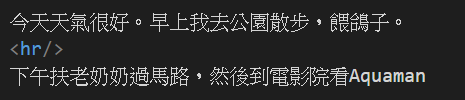 今天天氣很好。早上我去公園散步，餵鴿子。
<hr/>
下午扶老奶奶過馬路，然後到電影院看Aquaman